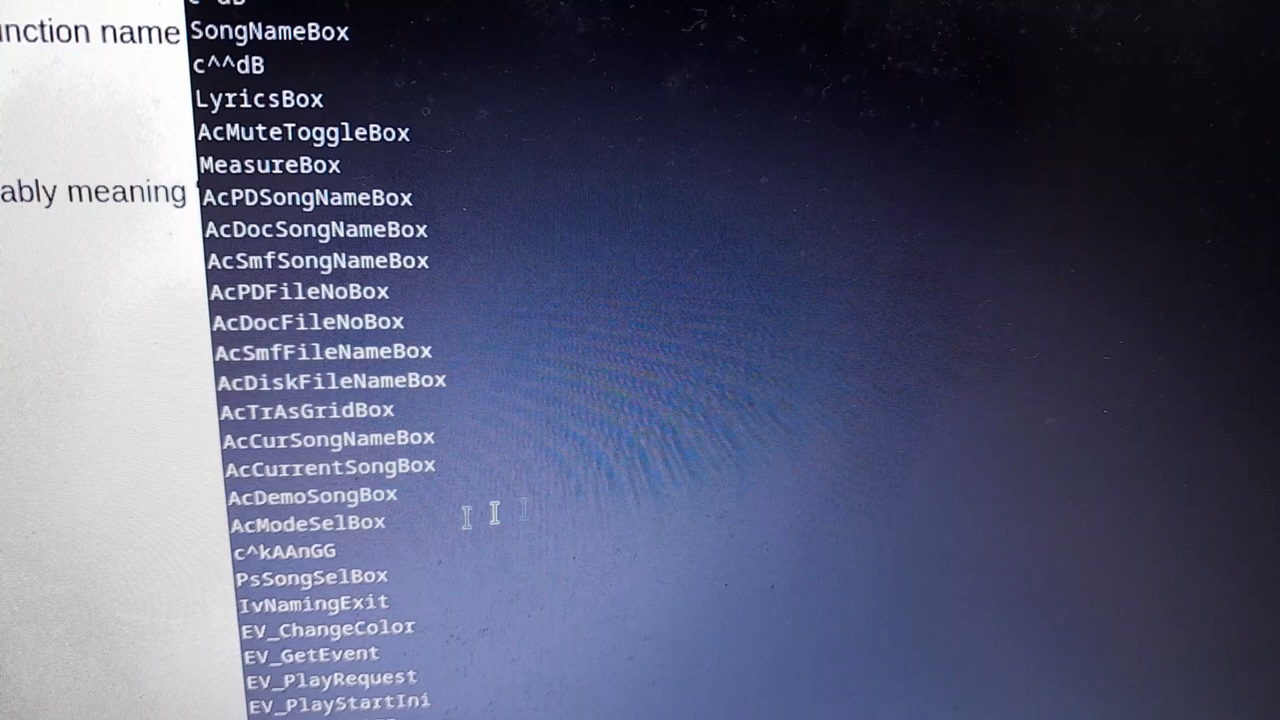 nction name
SongNameBox
c^^dB
LyricsBox
AcMuteToggleBox
MeasureBox
ably meaning
AcPDSongNameBox
AcDocSongNameBox
AcSmfSongNameBox
AcPDFileNoBox
AcDocFileNoBox
AcSmfFileNameBox
AcDiskFileNameBox
AcTrAsGridBox
AcCurSongNameBox
AcCurrentSongBox
AcDemoSongBox
AcModeSelBox
c^kAAnGG
PsSongSelBox
IvNamingExit
EV_ChangeColor
EV_GetEvent
EV_PlayRequest
EV_PlayStartIni